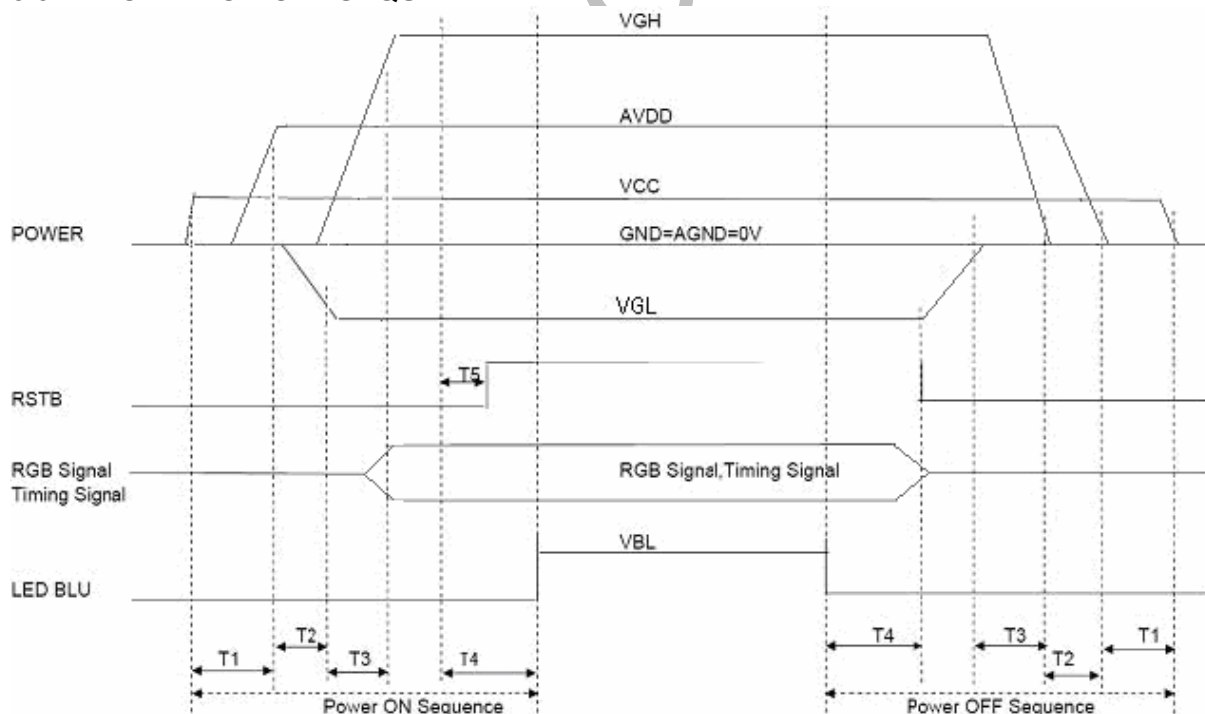 VGH
AVDD
VCC
POWER
GND=AGND=0V
VGL
T5
RSTB
RGB Signal
Timing Signal
RGB Signal,Timing Signal
VBL
LED BLU
T1
T2
T3
T4
T4
T3
T2
T1
Power ON Sequence
Power OFF Sequence